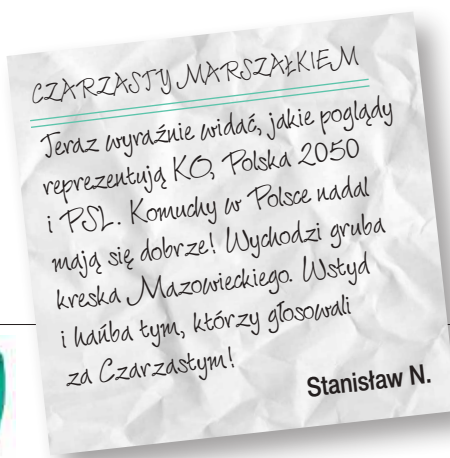 CZARZASTY MARSZAŁKIEM
Teraz wyraźnie widać, jakie poglądy
reprezentują KO, Polska 2050
i PSL. Komuchy w Polsce nadal
mają się dobrze! Wychodzi gruba
kreska Mazowieckiego. Wstyd
i hańba tym, którzy głosowali
za Czarzastym!
Stanisław N.